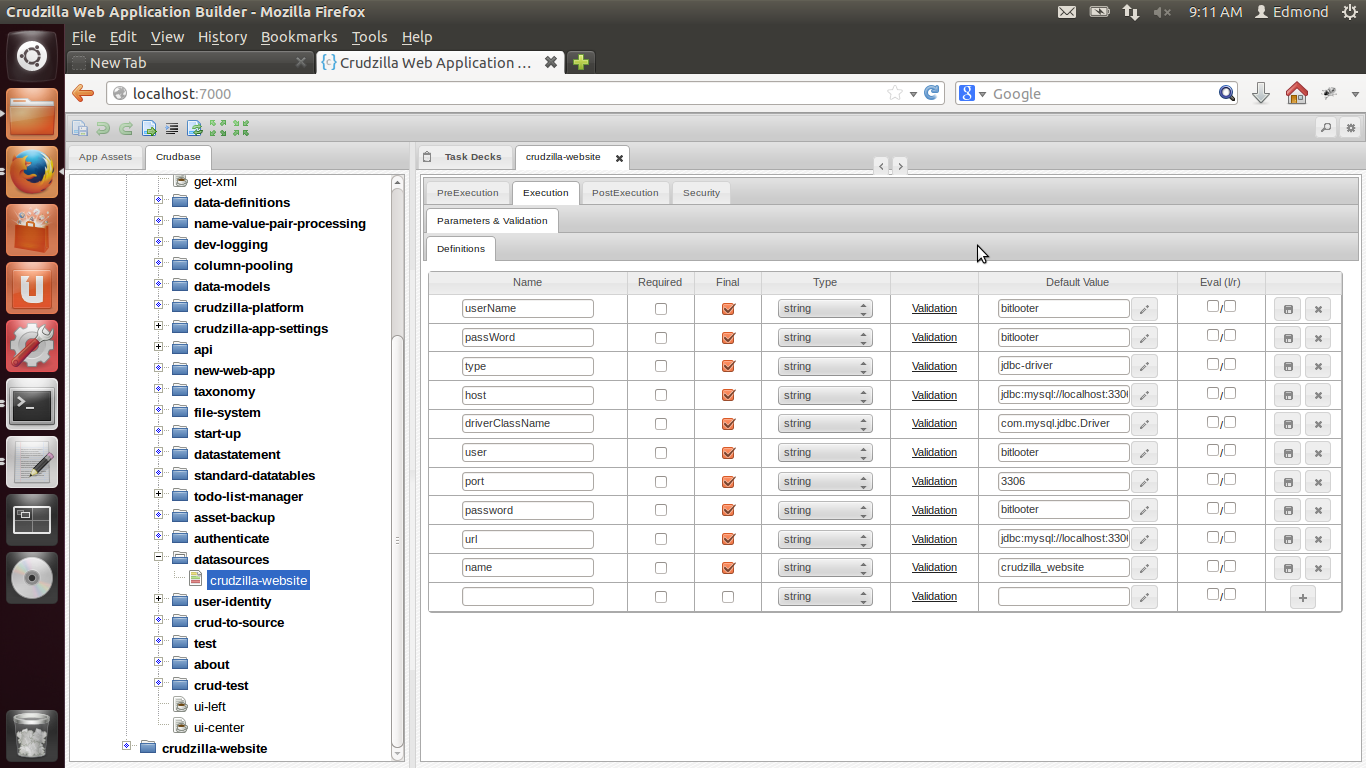 Crudzilla Web Application Builder - Mozilla Firefox 9:11 AM Edmond
File Edit View History Bookmarks Tools Help
New Tab {c} Crudzilla Web Application ...
localhost:7000 8 Google
App Assets Crudbase Task Decks crudzilla-website
get-xml
data-definitions
name-value-pair-processing
dev-logging
column-pooling
data-models
crudzilla-platform
crudzilla-app-settings
api
new-web-app
taxonomy
file-system
start-up
datastatement
standard-datatables
todo-list-manager
asset-backup
authenticate
datasources
crudzilla-website
user-identity
crud-to-source
test
about
crud-test
ui-left
ui-center
crudzilla-website
PreExecution Execution PostExecution Security
Parameters & Validation
Definitions
Name Required Final Type Default Value Eval (l/r)
userName string Validation bitlooter /
passWord string Validation bitlooter /
type string Validation jdbc-driver /
host string Validation jdbc:mysql://localhost:3306 /
driverClassName string Validation com.mysql.jdbc.Driver /
user string Validation bitlooter /
port string Validation 3306 /
password string Validation bitlooter /
url string Validation jdbc:mysql://localhost:3306 /
name string Validation crudzilla_website /
string Validation /